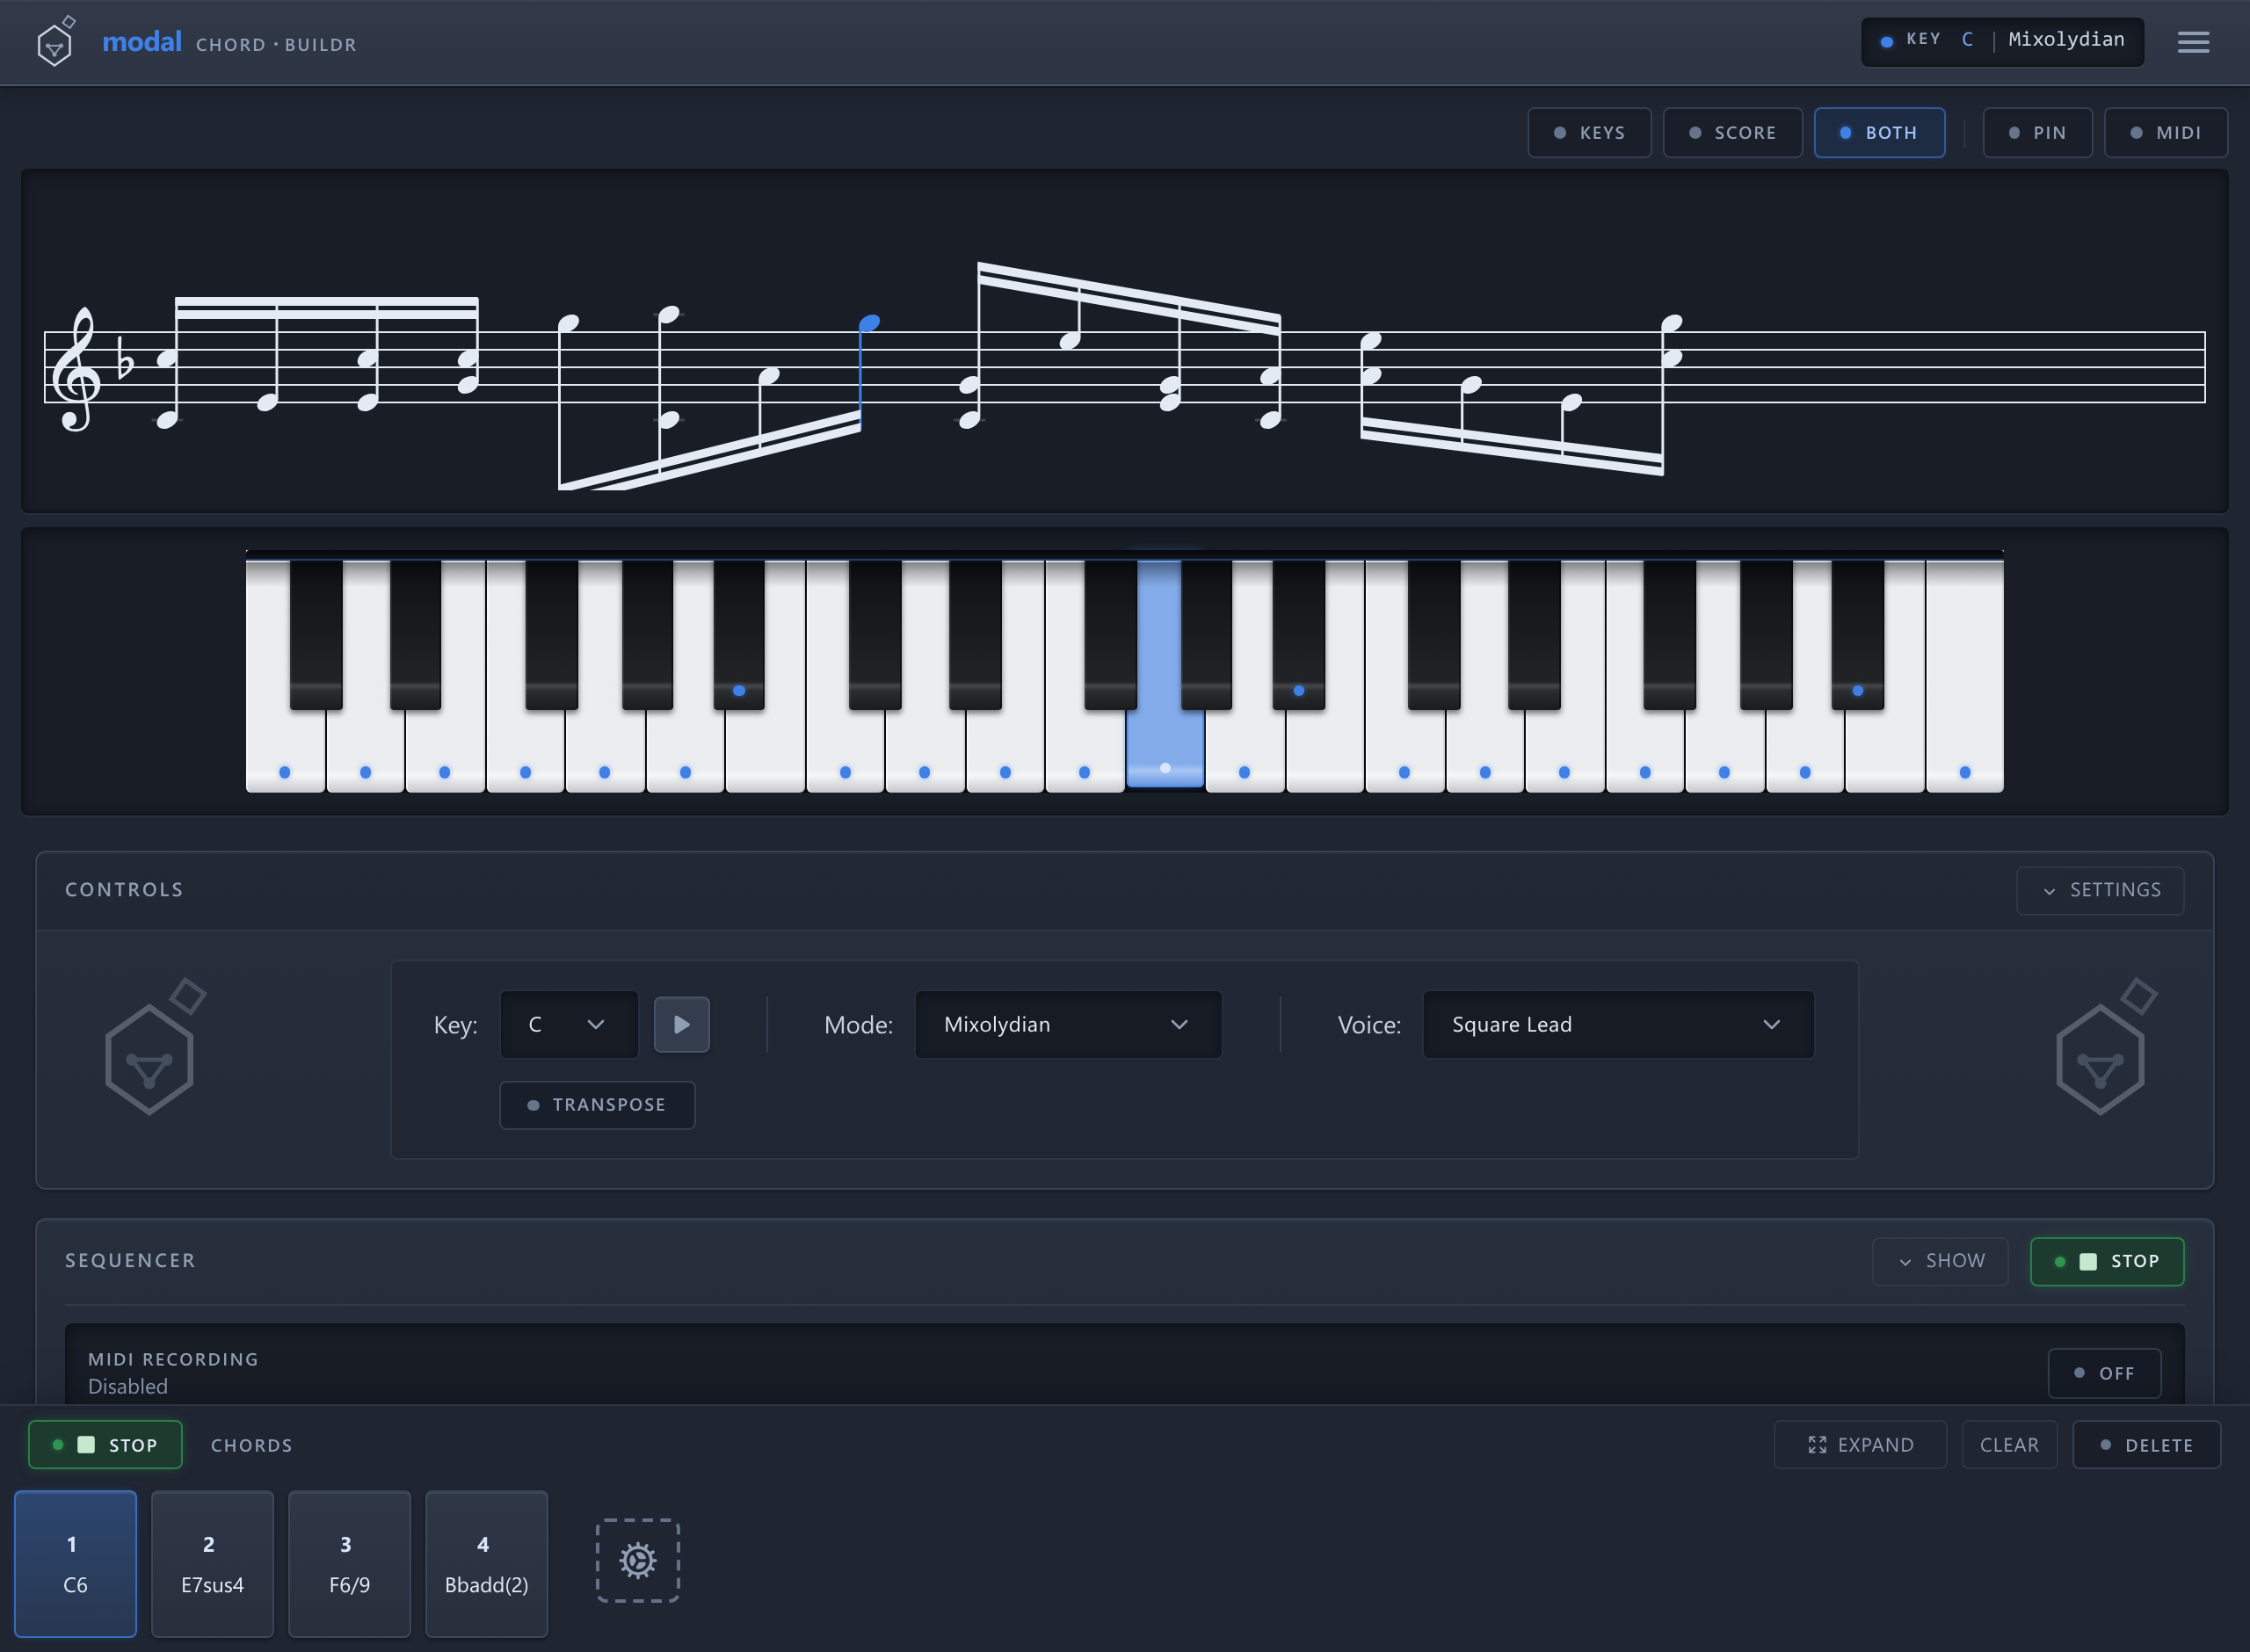 modal CHORD · BUILDR
KEY C | Mixolydian
KEYS SCORE BOTH PIN MIDI
CONTROLS
SETTINGS
Key: C
Mode: Mixolydian
Voice: Square Lead
TRANSPOSE
SEQUENCER
SHOW STOP
MIDI RECORDING
Disabled
OFF
STOP CHORDS
EXPAND CLEAR DELETE
1 2 3 4
C6 E7sus4 F6/9 Bbadd(2)